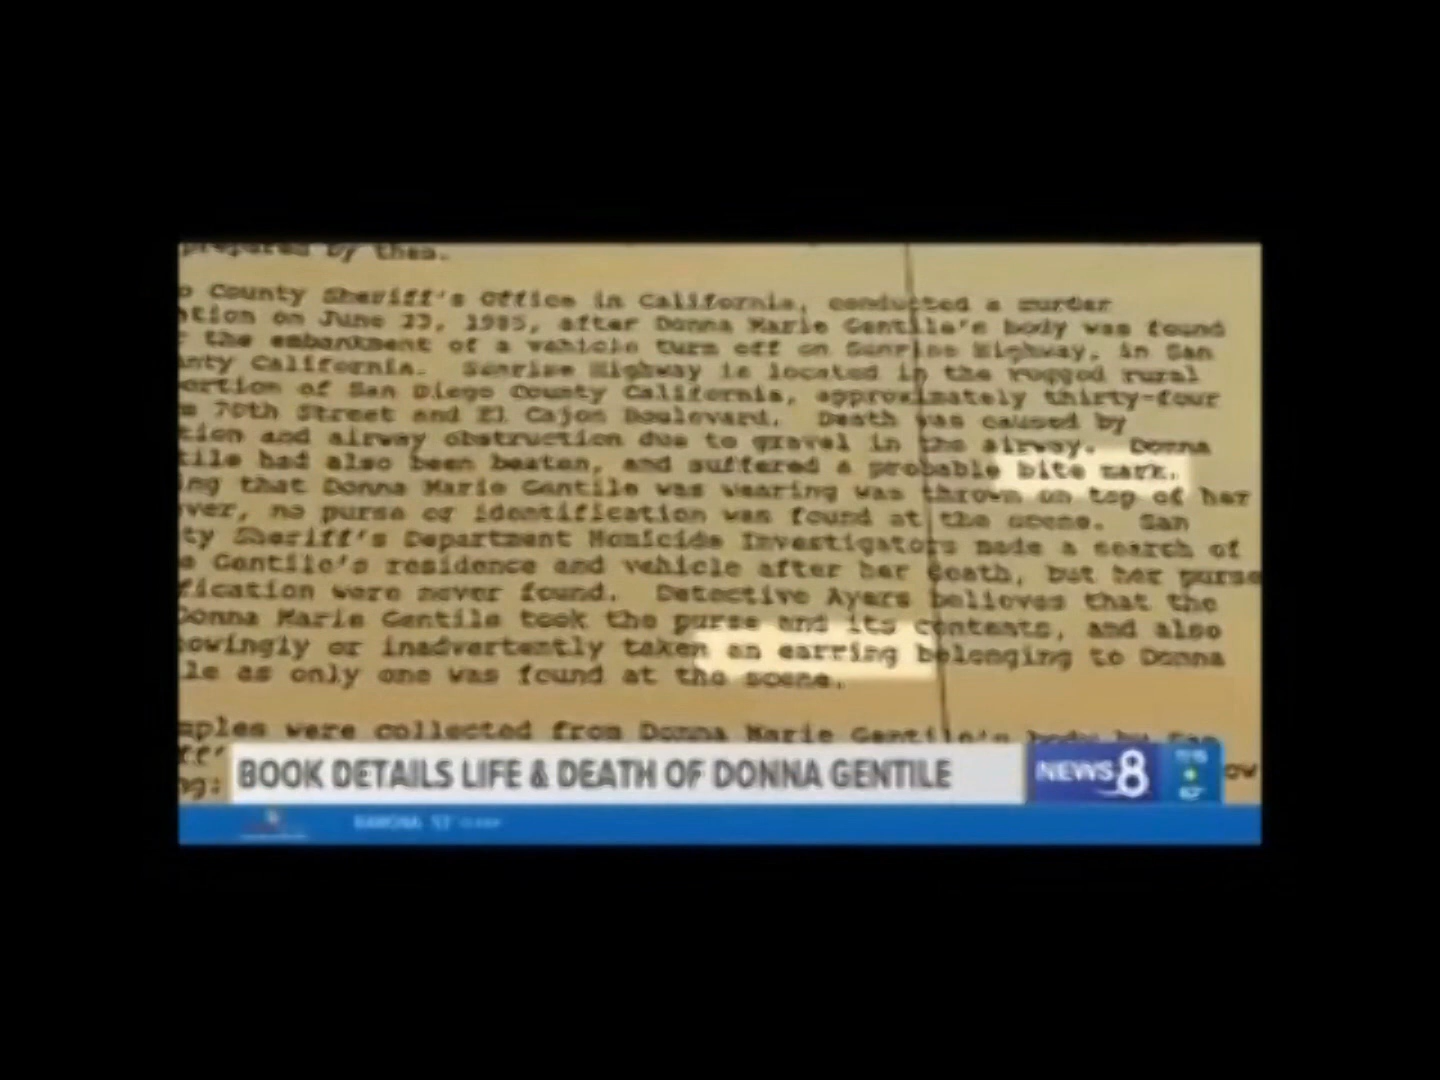 prepared by them.
o County Sheriff's Office in California, conducted a murder
ation on June 23, 1985, after Donna Marie Gentile's body was found
r the embankment of a vehicle turn off on Sunrise Highway, in San
unty California. Sunrise Highway is located in the rugged rural
ortion of San Diego County California, approximately thirty-four
m 70th Street and El Cajon Boulevard. Death was caused by
tion and airway obstruction due to gravel in the airway. Donna
tile had also been beaten, and suffered a probable bite mark.
ing that Donna Marie Gentile was wearing was thrown on top of her
ver, no purse or identification was found at the scene. San
ty Sheriff's Department Homicide Investigators made a search of
e Gentile's residence and vehicle after her death, but her purse
fication were never found. Detective Ayers believes that the
Donna Marie Gentile took the purse and its contents, and also
owingly or inadvertently taken an earring belonging to Donna
le as only one was found at the scene.
mples were collected from Donna Marie Gentile's body by San
ff'
ng:
ow
BOOK DETAILS LIFE & DEATH OF DONNA GENTILE
NEWS 8
RAMONA